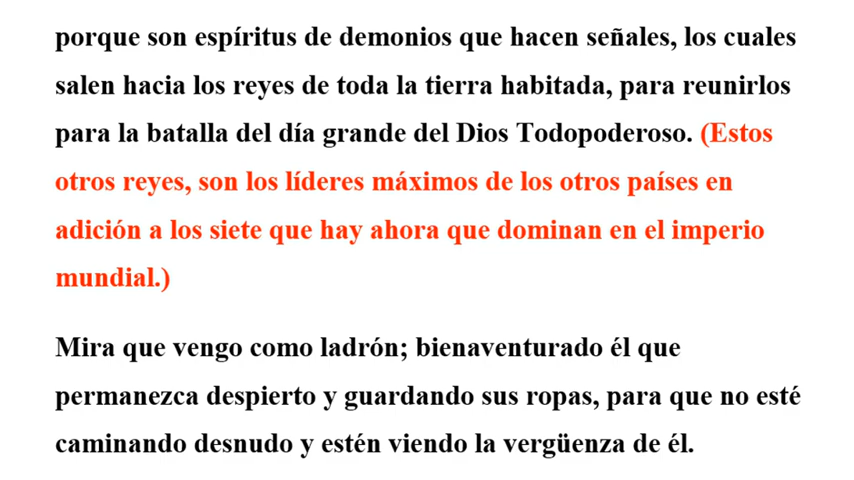 porque son espíritus de demonios que hacen señales, los cuales
salen hacia los reyes de toda la tierra habitada, para reunirlos
para la batalla del día grande del Dios Todopoderoso. (Estos
otros reyes, son los líderes máximos de los otros países en
adición a los siete que hay ahora que dominan en el imperio
mundial.)
Mira que vengo como ladrón; bienaventurado él que
permanezca despierto y guardando sus ropas, para que no esté
caminando desnudo y estén viendo la vergüenza de él.